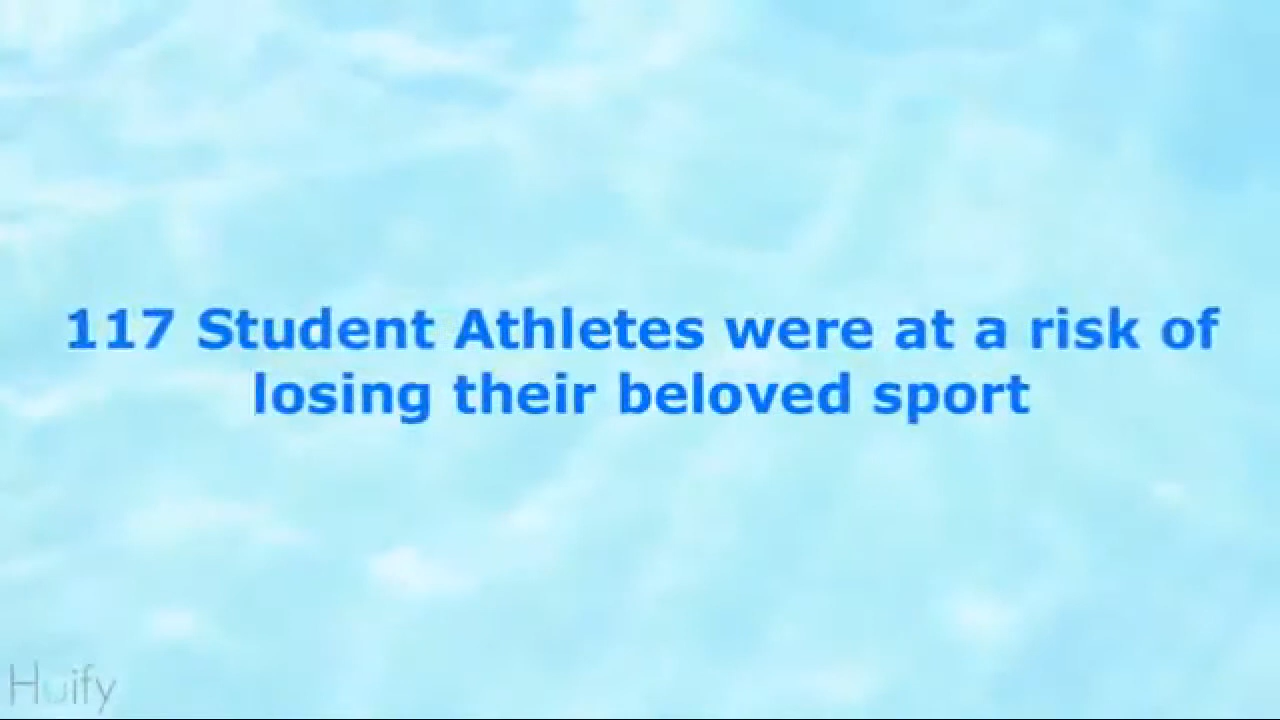 117 Student Athletes were at a risk of
losing their beloved sport
Huify